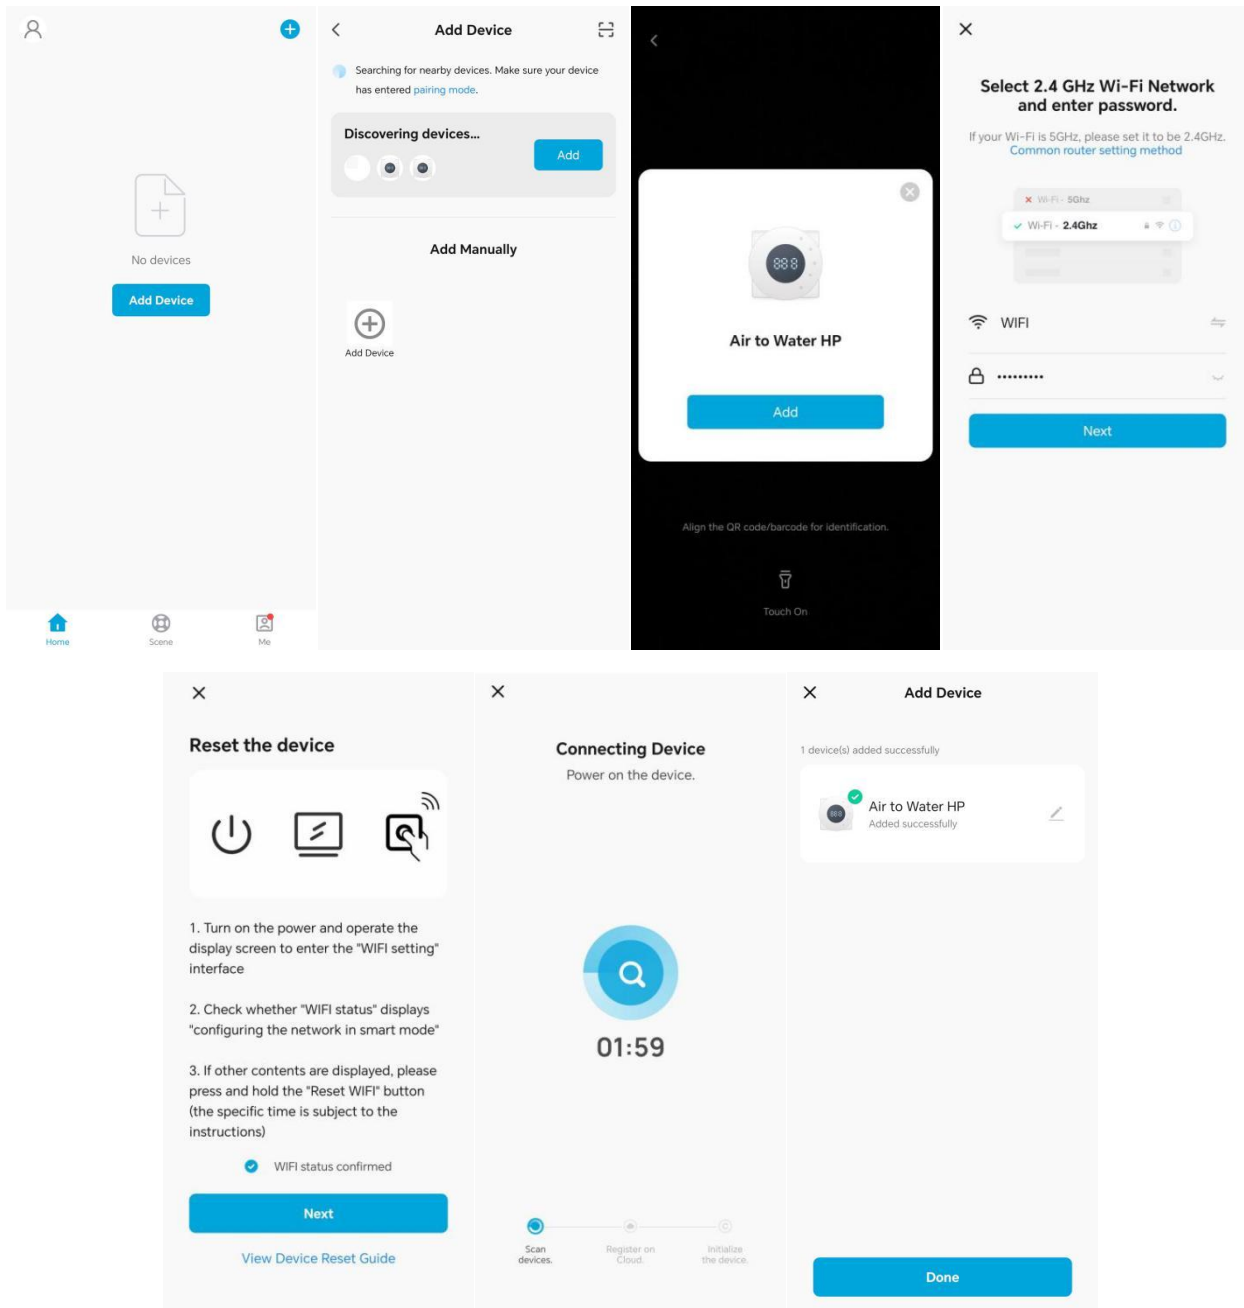 No devices
Add Device
Home
Scene
Me
Add Device
Searching for nearby devices. Make sure your device
has entered pairing mode.
Discovering devices...
Add
Add Manually
Add Device
888
Air to Water HP
Add
Align the QR code/barcode for identification.
Touch On
Select 2.4 GHz Wi-Fi Network
and enter password.
If your Wi-Fi is 5GHz, please set it to be 2.4GHz.
Common router setting method
Wi-Fi - 5Ghz
Wi-Fi - 2.4Ghz
WIFI
Next
Reset the device
1. Turn on the power and operate the
display screen to enter the "WIFI setting"
interface
2. Check whether "WIFI status" displays
"configuring the network in smart mode"
3. If other contents are displayed, please
press and hold the "Reset WIFI" button
(the specific time is subject to the
instructions)
WIFI status confirmed
Next
View Device Reset Guide
Connecting Device
Power on the device.
01:59
Scan
devices.
Register on
Cloud.
Initialize
the device.
Add Device
1 device(s) added successfully
888
Air to Water HP
Added successfully
Done